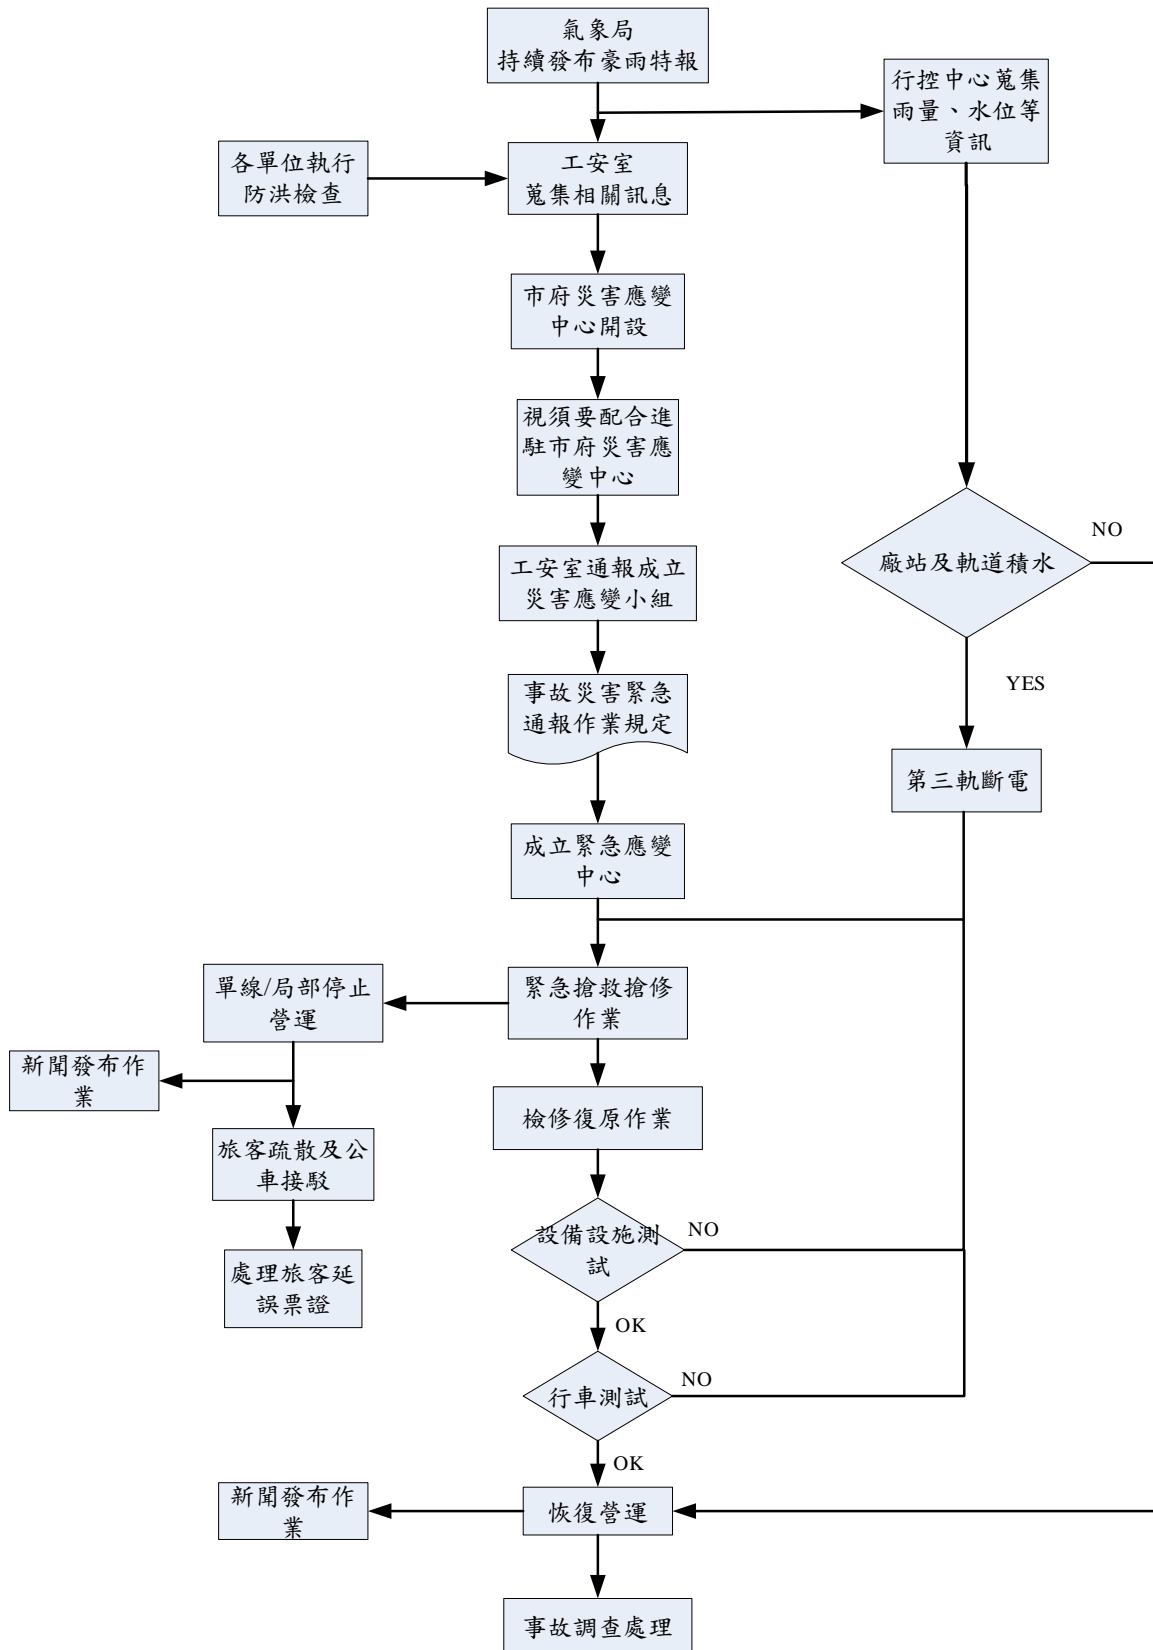 氣象局
持續發布豪雨特報
行控中心蒐集
雨量、水位等
資訊
各單位執行
防洪檢查
工安室
蒐集相關訊息
市府災害應變
中心開設
視須要配合進
駐市府災害應
變中心
廠站及軌道積水
NO
工安室通報成立
災害應變小組
YES
事故災害緊急
通報作業規定
第三軌斷電
成立緊急應變
中心
單線/局部停止
營運
緊急搶救搶修
作業
新聞發布作
業
檢修復原作業
旅客疏散及公
車接駁
設備設施測
試
NO
處理旅客延
誤票證
OK
行車測試
NO
OK
新聞發布作
業
恢復營運
事故調查處理